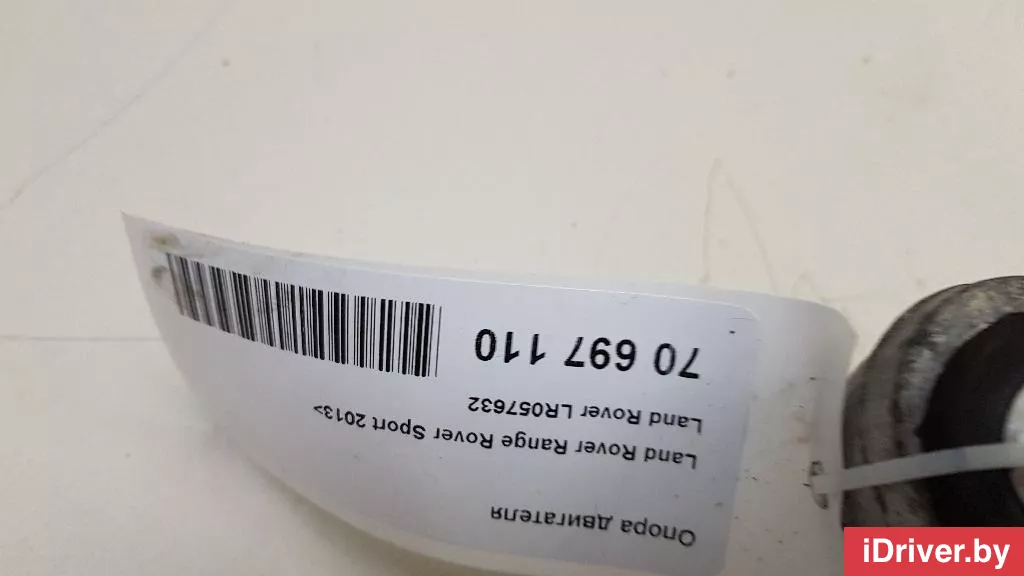 Опора двигателя
Land Rover Range Rover Sport 2013>
Land Rover LR057632
70 697 110
iDriver.by